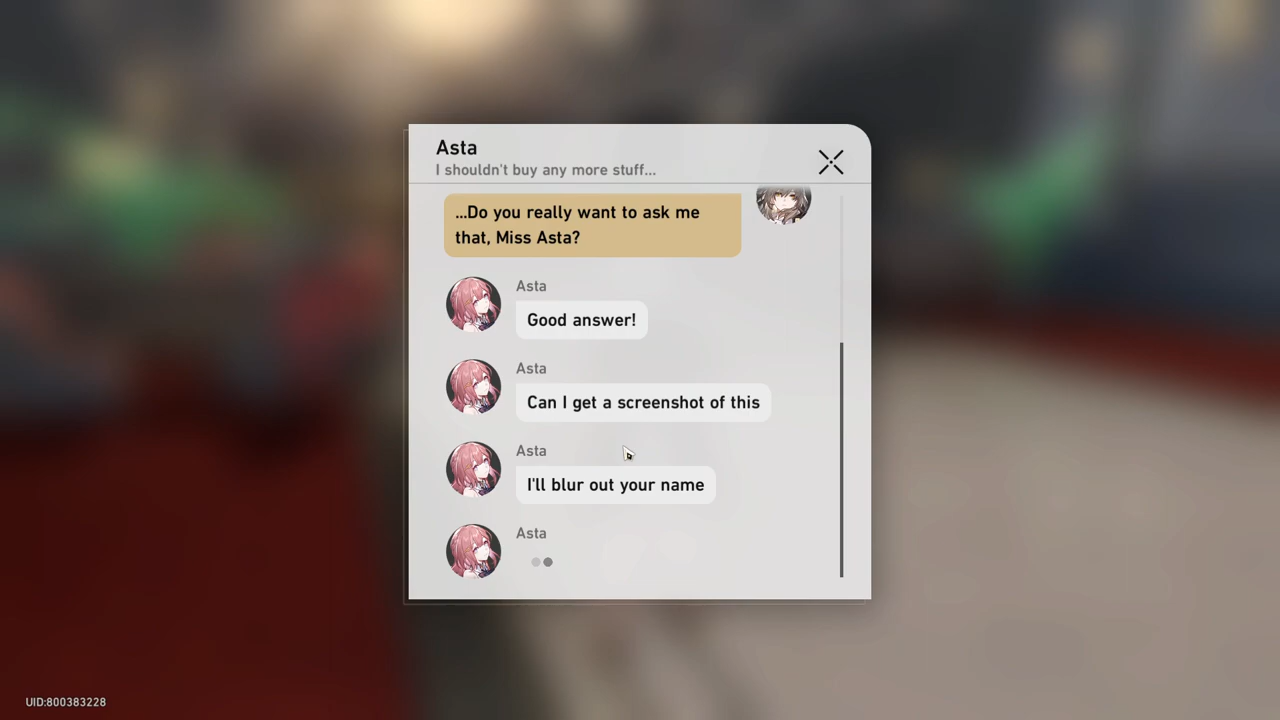 Asta
I shouldn't buy any more stuff...
...Do you really want to ask me
that, Miss Asta?
Asta
Good answer!
Asta
Can I get a screenshot of this
Asta
I'll blur out your name
Asta
UID:800383228